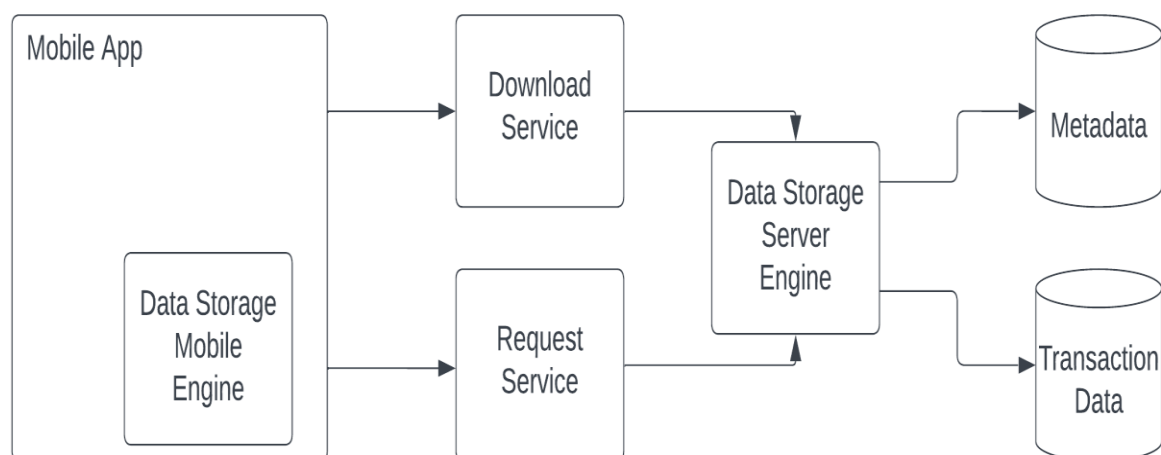 Mobile App
Data Storage
Mobile
Engine
Download
Service
Request
Service
Data Storage
Server
Engine
Metadata
Transaction
Data